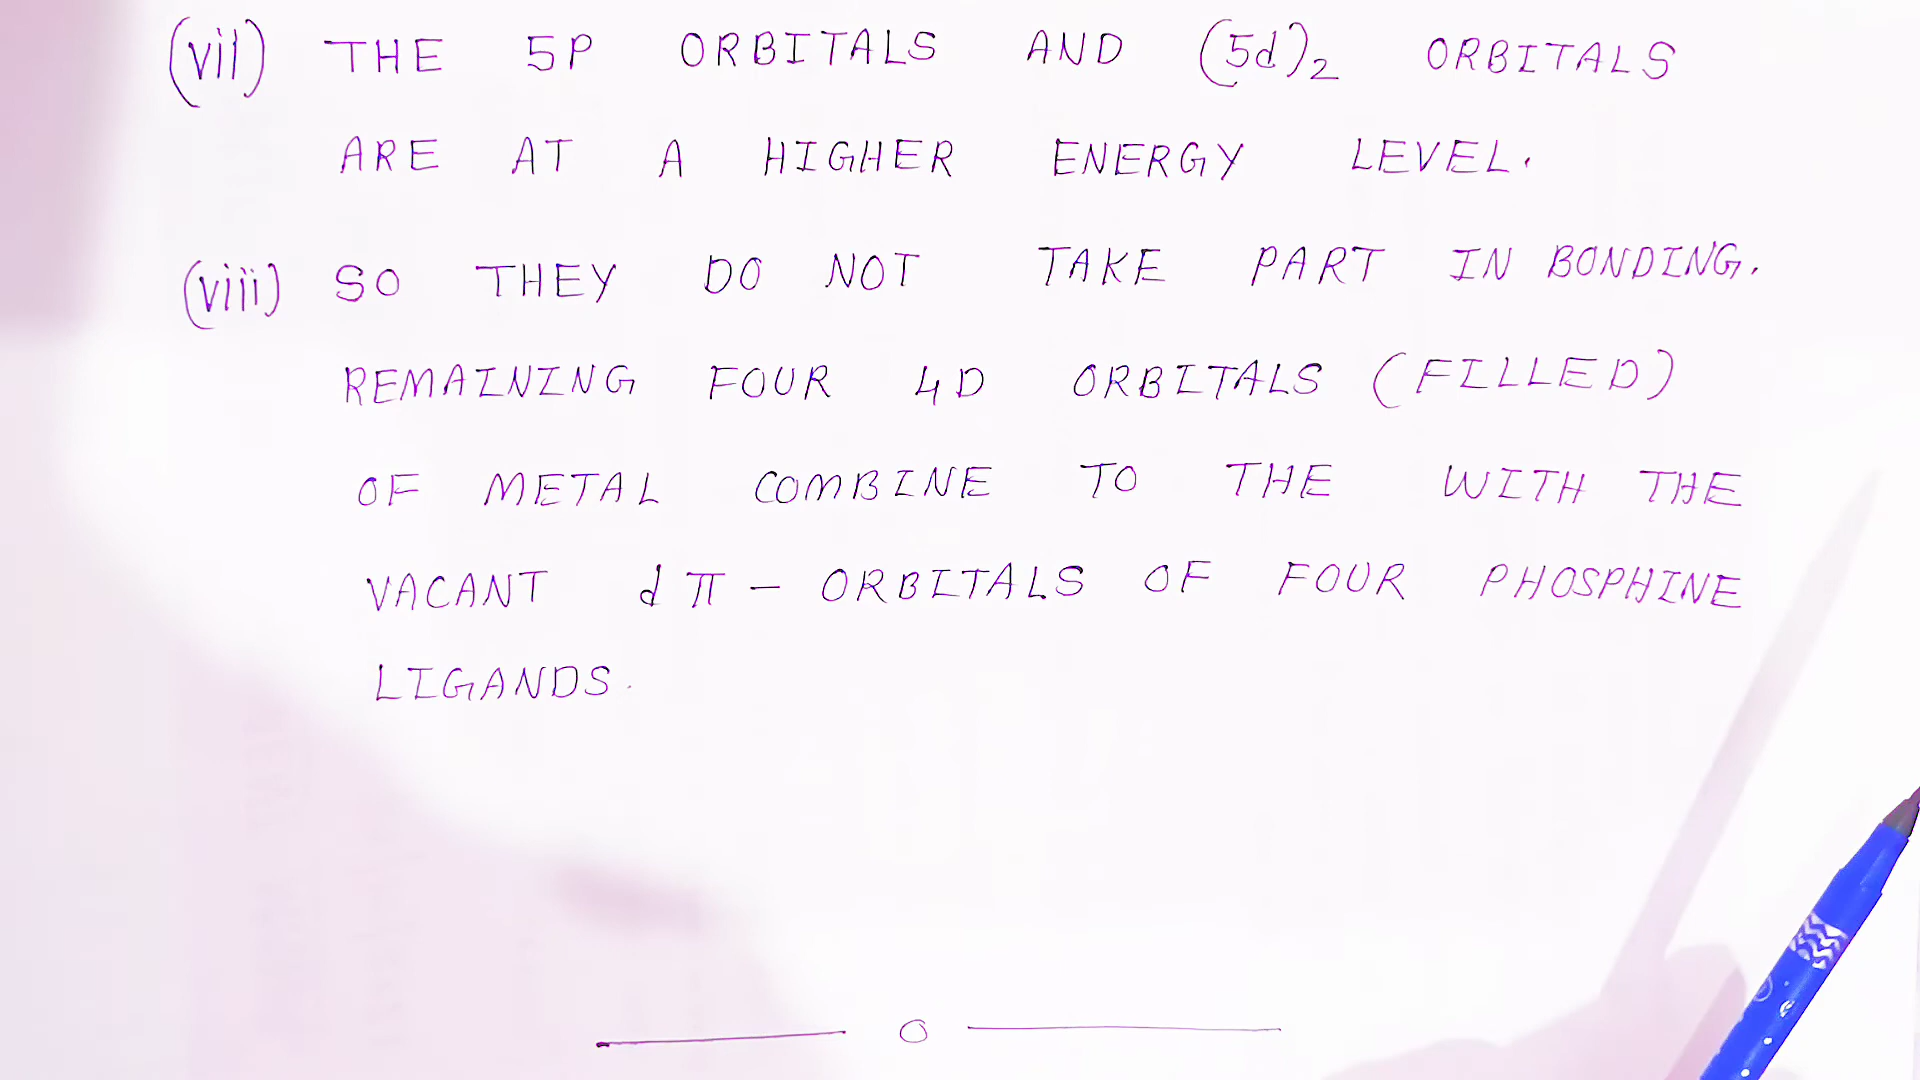 (vii) THE 5P ORBITALS AND (5d)₂ ORBITALS
ARE AT A HIGHER ENERGY LEVEL.
(viii) SO THEY DO NOT TAKE PART IN BONDING.
REMAINING FOUR 4D ORBITALS (FILLED)
OF METAL COMBINE TO THE WITH THE
VACANT dπ - ORBITALS OF FOUR PHOSPHINE
LIGANDS.